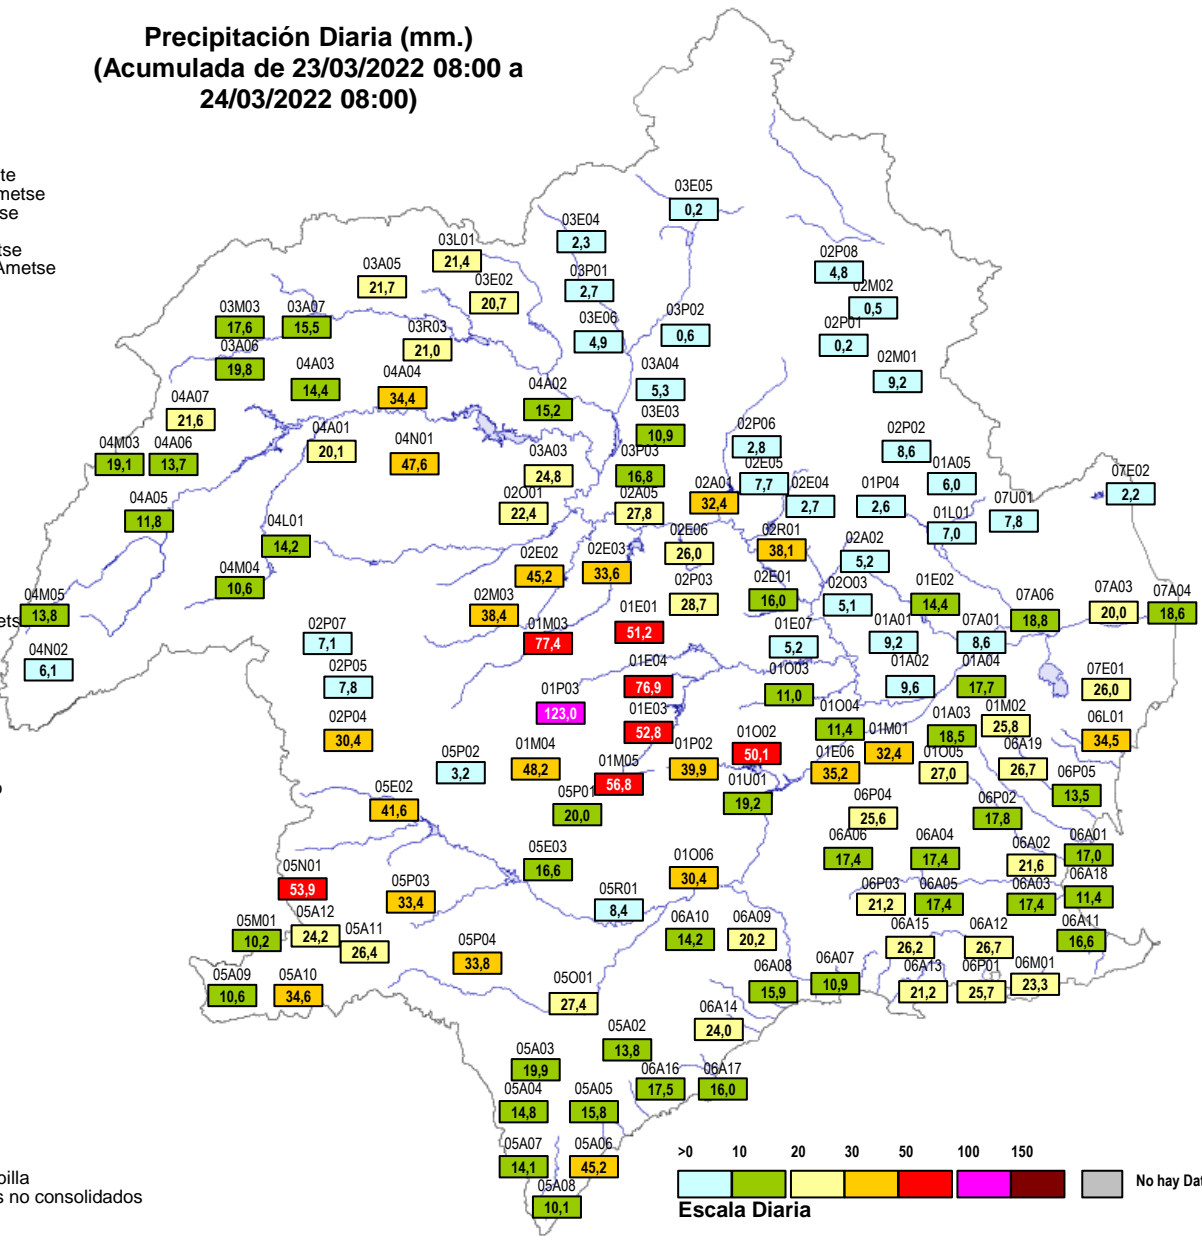 Precipitación Diaria (mm.)
(Acumulada de 23/03/2022 08:00 a
24/03/2022 08:00)
te
metse
se
tse
Ametse
03E05
0,2
03E04
2,3
03L01
21,4
03A05
21,7
03E02
20,7
03P01
2,7
02P08
4,8
02M02
0,5
03M03
17,6
03A07
15,5
03R03
21,0
03E06
4,9
03P02
0,6
02P01
0,2
03A06
19,8
04A03
14,4
04A04
34,4
04A02
15,2
03A04
5,3
02M01
9,2
04A07
21,6
03E03
10,9
04M03
19,1
04A06
13,7
04A01
20,1
04N01
47,6
03A03
24,8
03P03
16,8
02P06
2,8
02P02
8,6
02E05
7,7
01A05
6,0
07E02
2,2
04A05
11,8
02O01
22,4
02A05
27,8
02A01
32,4
02E04
2,7
01P04
2,6
07U01
7,8
01L01
7,0
04L01
14,2
02E06
26,0
02R01
38,1
02A02
5,2
04M04
10,6
02E02
45,2
02E03
33,6
04M05
13,8
ets
02M03
38,4
02P03
28,7
02E01
16,0
02O03
5,1
01E02
14,4
07A06
18,8
07A03
20,0
07A04
18,6
04N02
6,1
02P07
7,1
01M03
77,4
01E01
51,2
01E07
5,2
01A01
9,2
07A01
8,6
02P05
7,8
01P03
123,0
01E04
76,9
01O03
11,0
01A02
9,6
01A04
17,7
07E01
26,0
02P04
30,4
01E03
52,8
01O04
11,4
01M01
32,4
01A03
18,5
01M02
25,8
06L01
34,5
05P02
3,2
01M04
48,2
01M05
56,8
01P02
39,9
01O02
50,1
01E06
35,2
01O05
27,0
06A19
26,7
05E02
41,6
05P01
20,0
01U01
19,2
06P04
25,6
06P02
17,8
06P05
13,5
05E03
16,6
01O06
30,4
06A06
17,4
06A04
17,4
06A02
21,6
06A01
17,0
05N01
53,9
05P03
33,4
05R01
8,4
06P03
21,2
06A05
17,4
06A03
17,4
06A18
11,4
05M01
10,2
05A12
24,2
05A11
26,4
05P04
33,8
06A10
14,2
06A09
20,2
06A15
26,2
06A12
26,7
06A11
16,6
05A09
10,6
05A10
34,6
05O01
27,4
06A08
15,9
06A07
10,9
06A13
21,2
06P01
25,7
06M01
23,3
06A14
24,0
05A02
13,8
05A03
19,9
06A16
17,5
06A17
16,0
05A04
14,8
05A05
15,8
05A07
14,1
05A06
45,2
05A08
10,1
>0 10 20 30 50 100 150
No hay Dat
Escala Diaria
oilla
s no consolidados